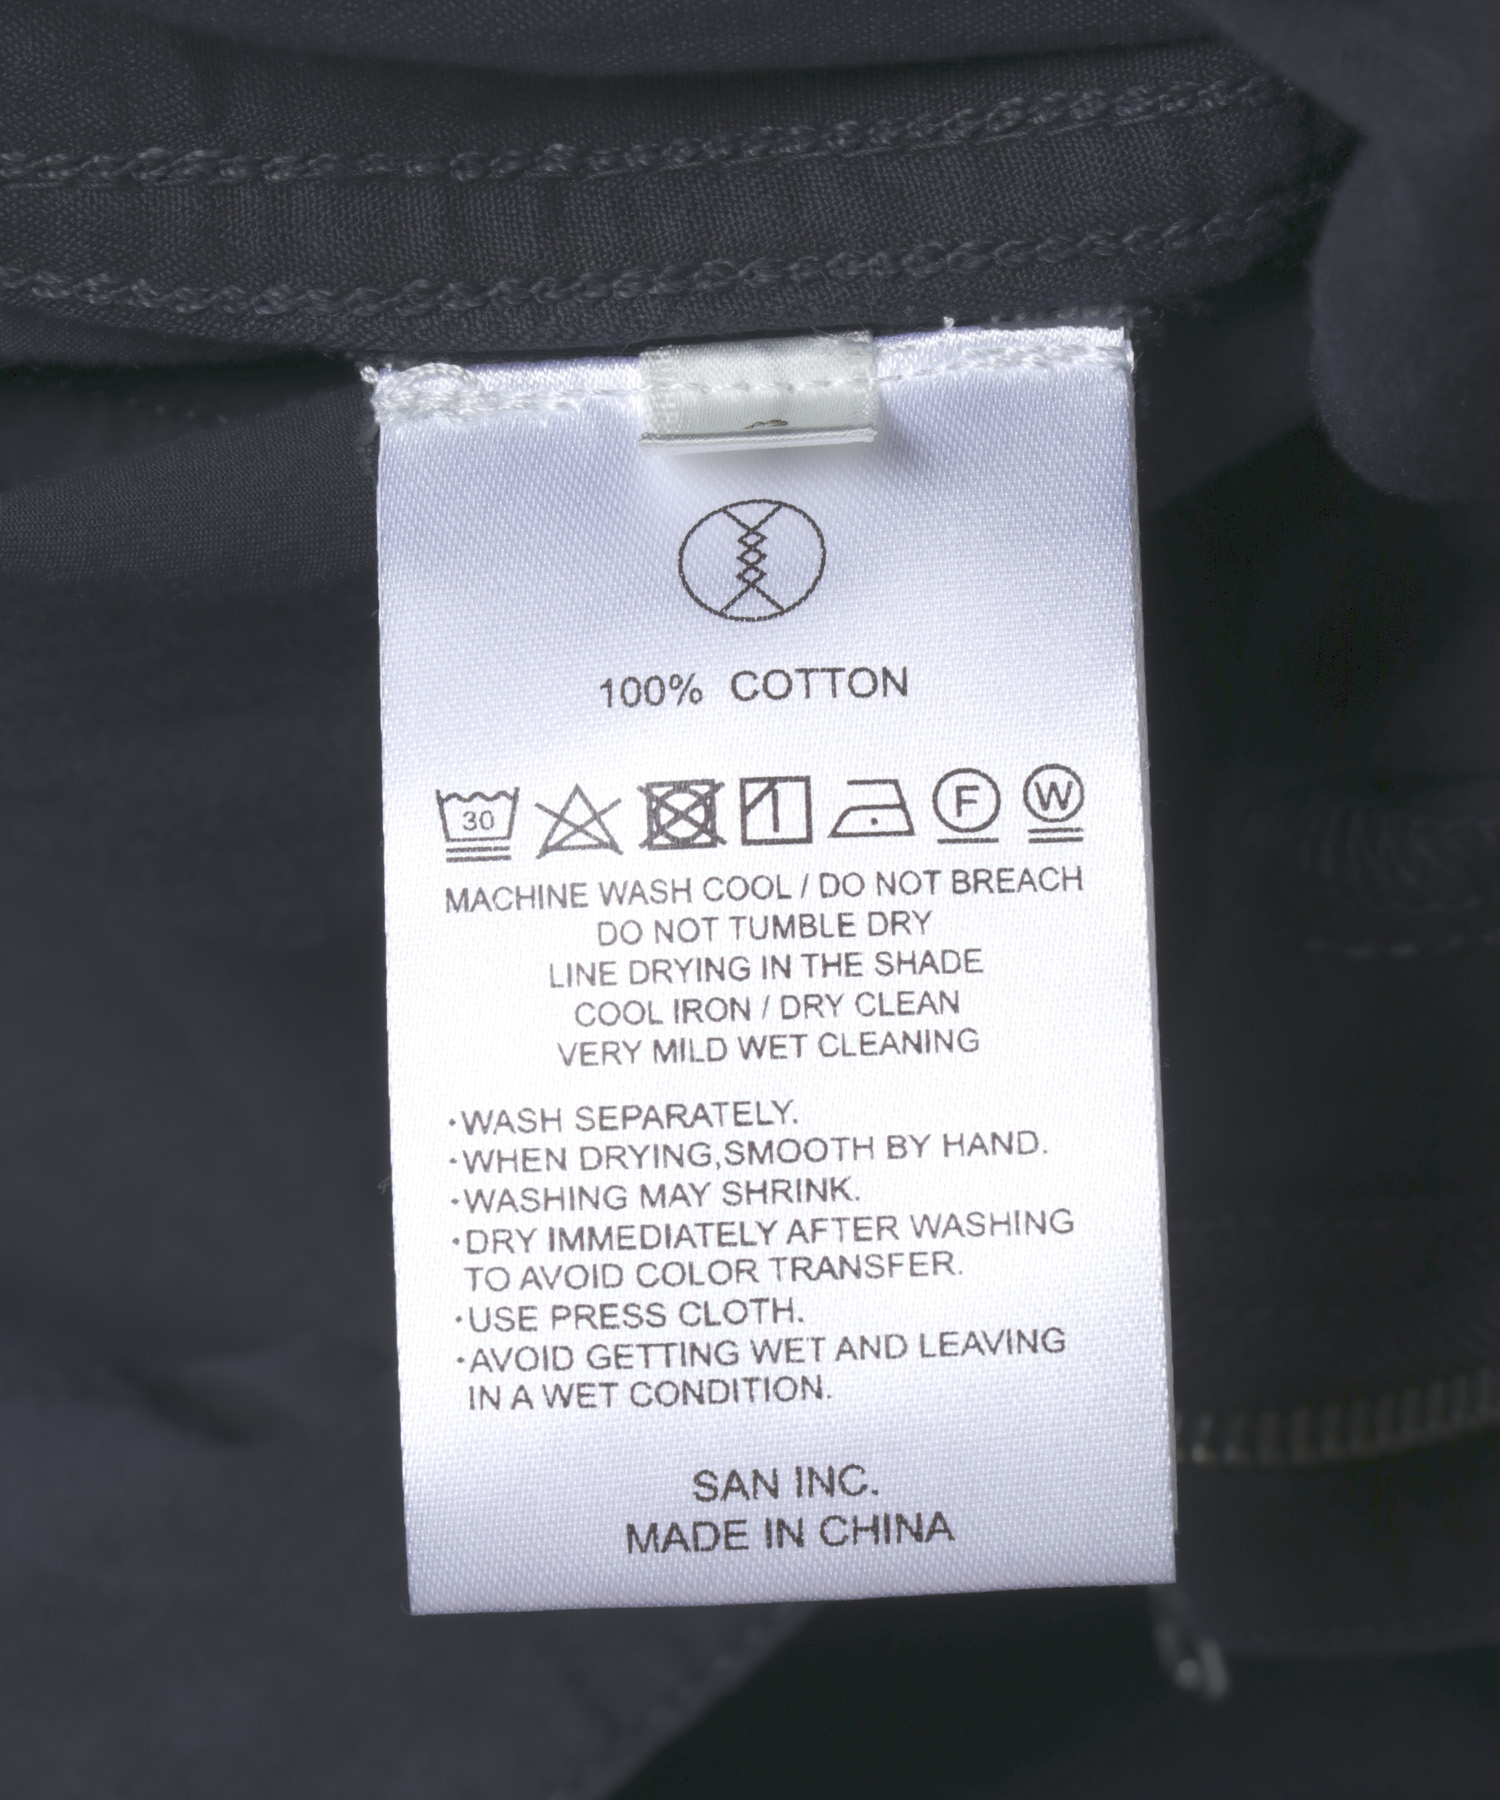 100% COTTON
30 F W
MACHINE WASH COOL / DO NOT BREACH
DO NOT TUMBLE DRY
LINE DRYING IN THE SHADE
COOL IRON / DRY CLEAN
VERY MILD WET CLEANING
·WASH SEPARATELY.
·WHEN DRYING,SMOOTH BY HAND.
·WASHING MAY SHRINK.
·DRY IMMEDIATELY AFTER WASHING
TO AVOID COLOR TRANSFER.
·USE PRESS CLOTH.
·AVOID GETTING WET AND LEAVING
IN A WET CONDITION.
SAN INC.
MADE IN CHINA